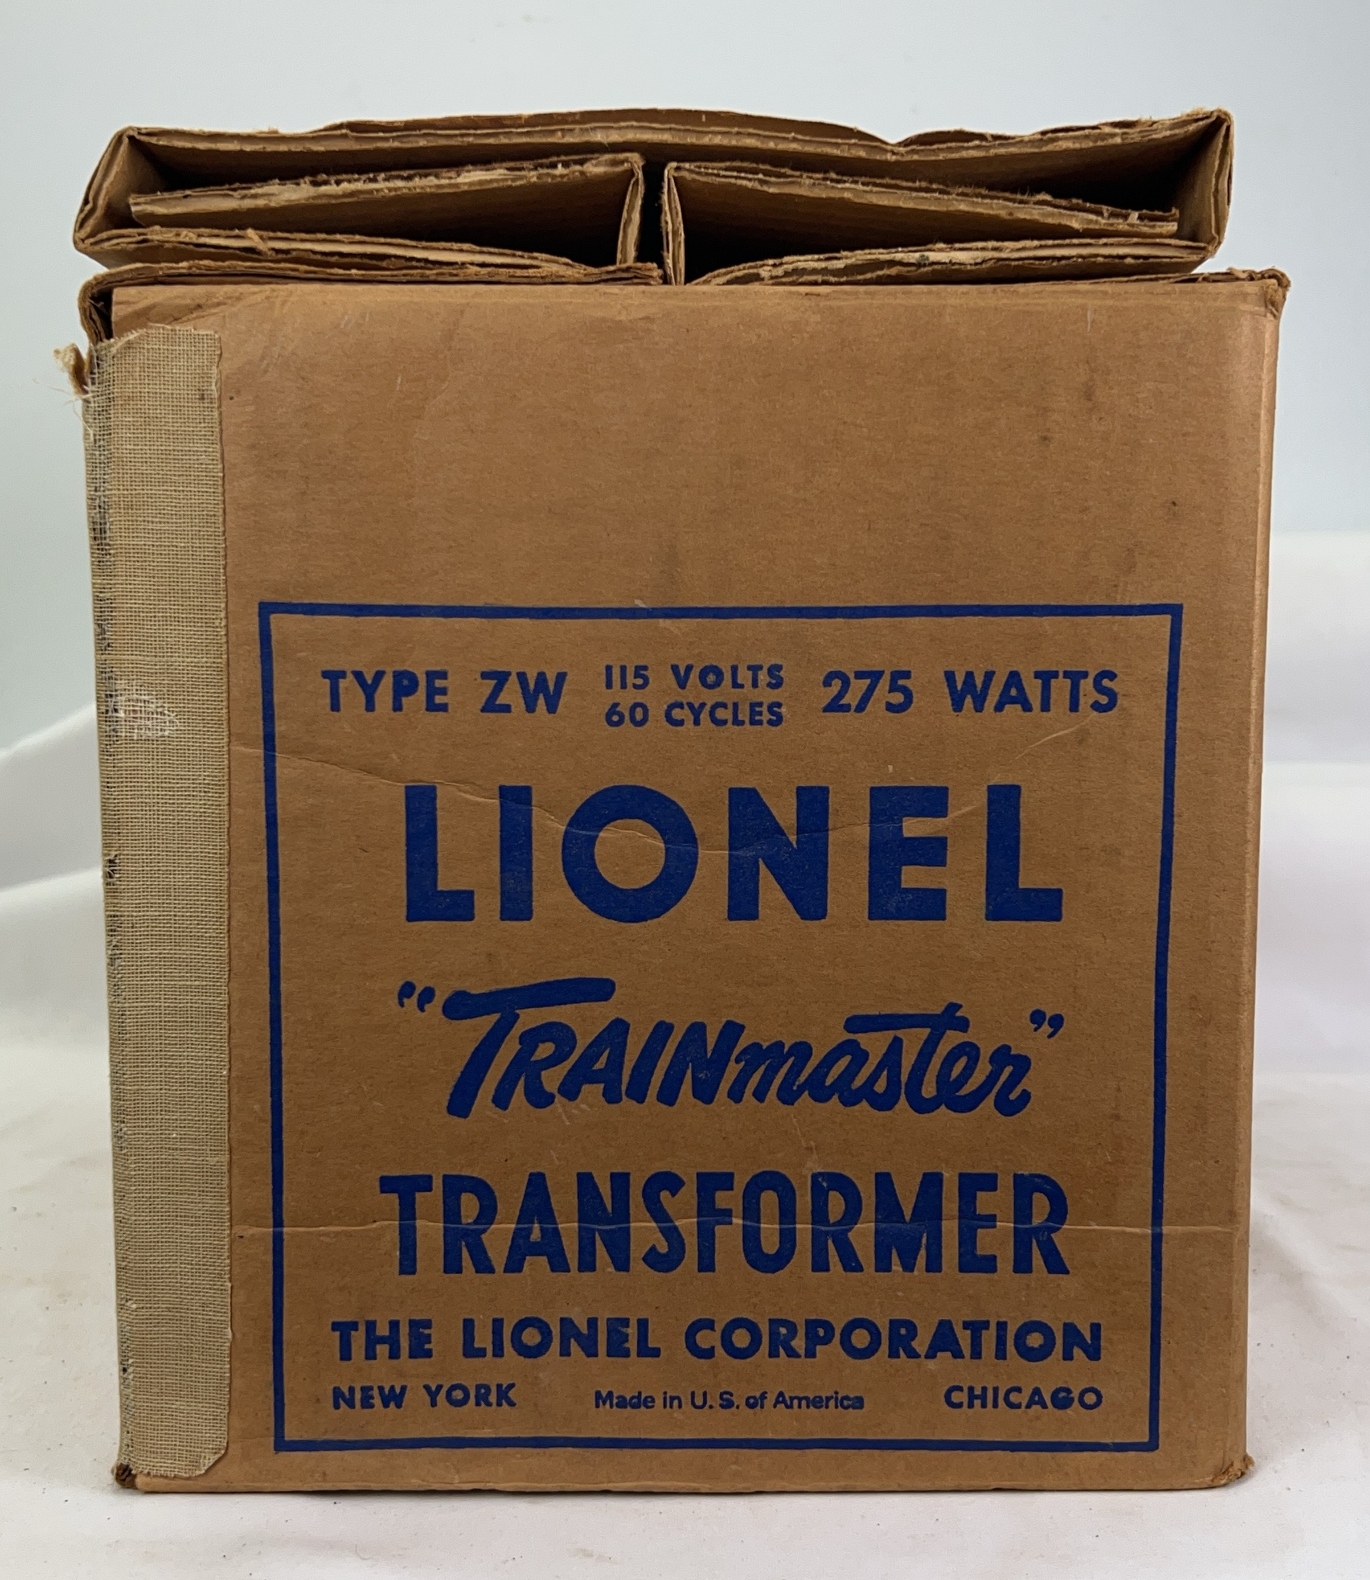 TYPE ZW 115 VOLTS 60 CYCLES 275 WATTS
LIONEL
"TRAINmaster"
TRANSFORMER
THE LIONEL CORPORATION
NEW YORK Made in U. S. of America CHICAGO